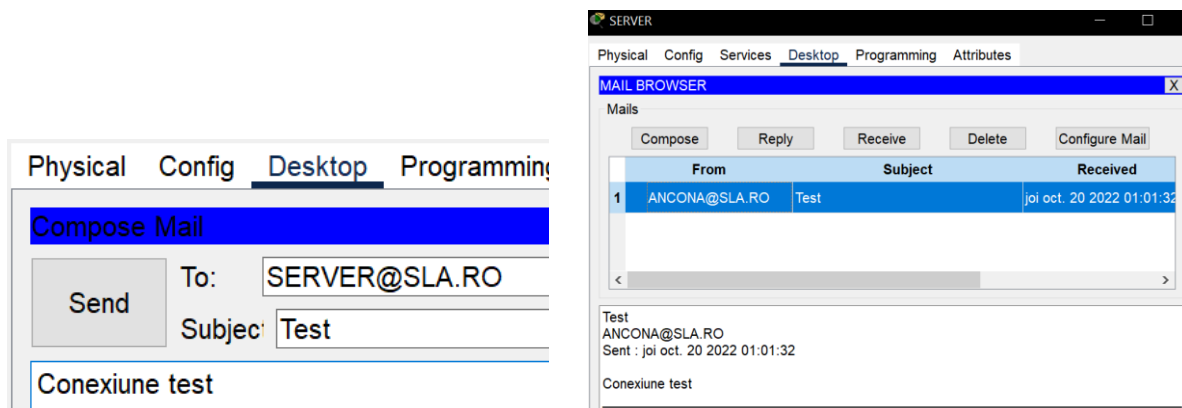 Physical Config Desktop Programming
Compose Mail
Send
To: SERVER@SLA.RO
Subject Test
Conexiune test
SERVER
Physical Config Services Desktop Programming Attributes
MAIL BROWSER X
Mails
Compose Reply Receive Delete Configure Mail
From Subject Received
1 ANCONA@SLA.RO Test joi oct. 20 2022 01:01:32
Test
ANCONA@SLA.RO
Sent : joi oct. 20 2022 01:01:32
Conexiune test